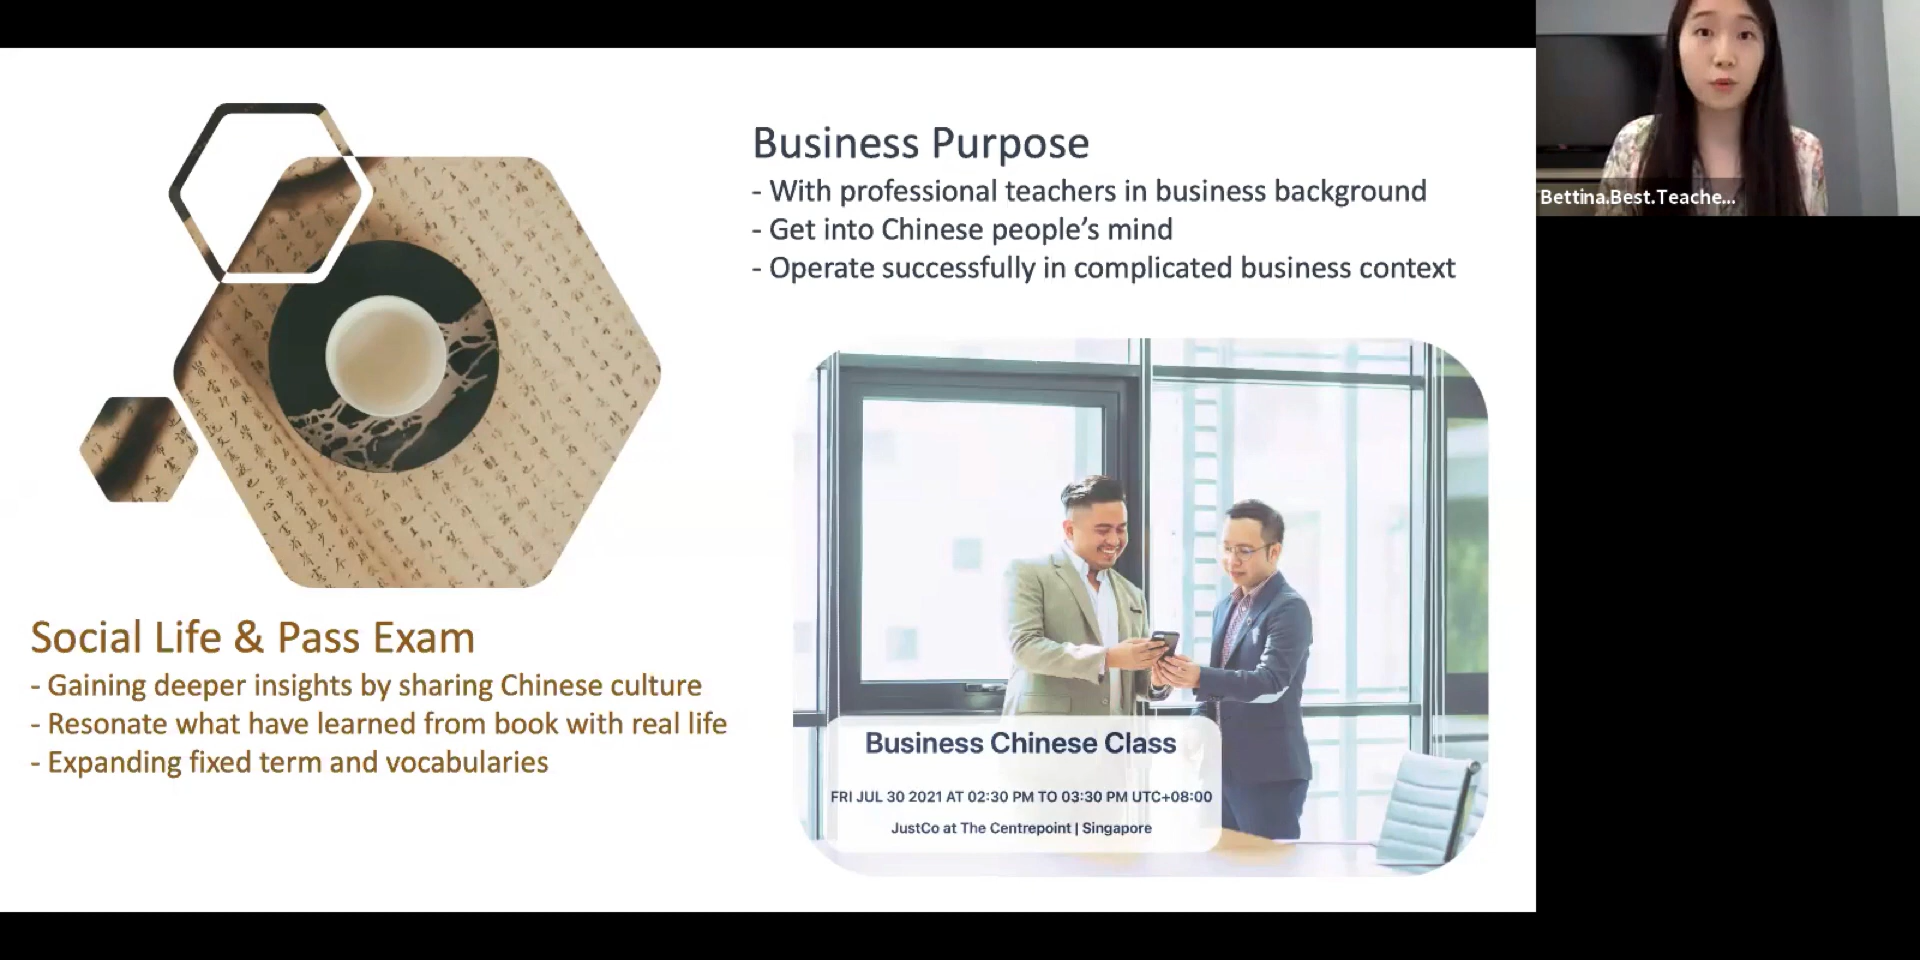 Business Purpose
- With professional teachers in business background
- Get into Chinese people’s mind
- Operate successfully in complicated business context
Bettina.Best.Teache...
Social Life & Pass Exam
- Gaining deeper insights by sharing Chinese culture
- Resonate what have learned from book with real life
- Expanding fixed term and vocabularies
Business Chinese Class
FRI JUL 30 2021 AT 02:30 PM TO 03:30 PM UTC+08:00
JustCo at The Centrepoint | Singapore